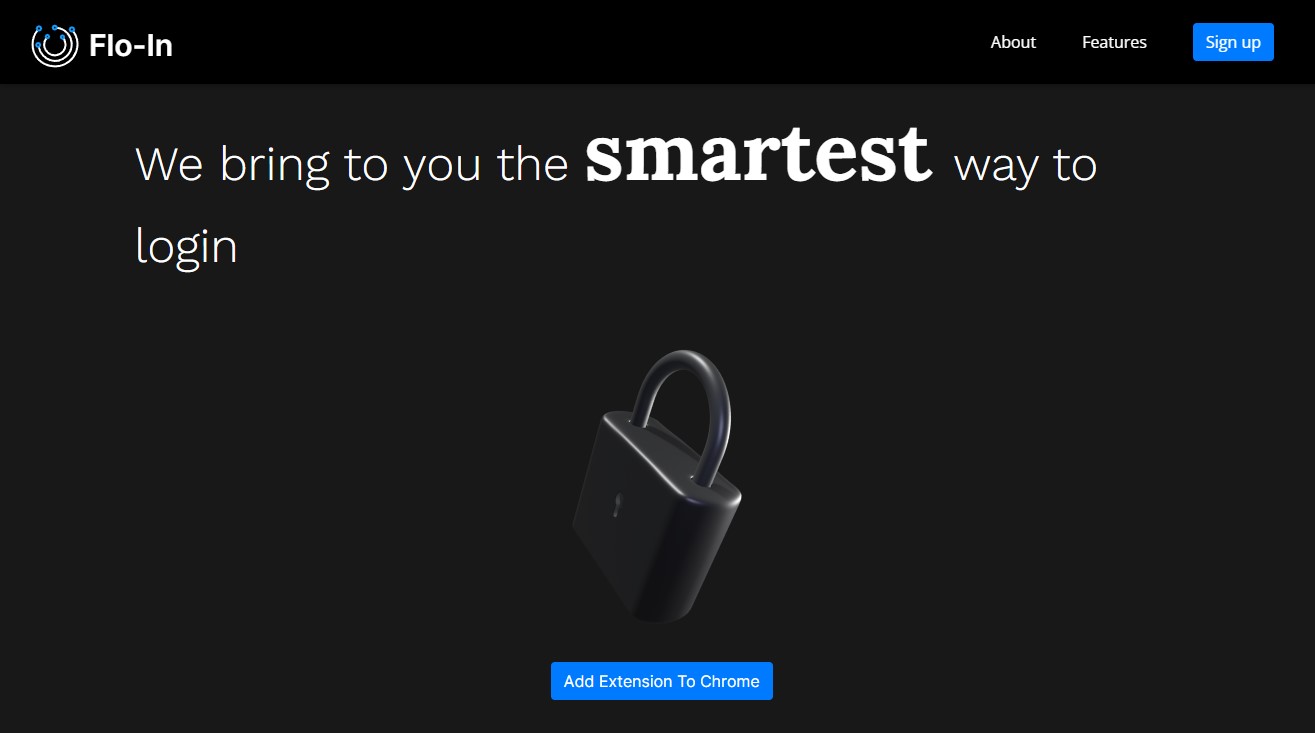 Flo-In
About
Features
Sign up
We bring to you the smartest way to
login
Add Extension To Chrome